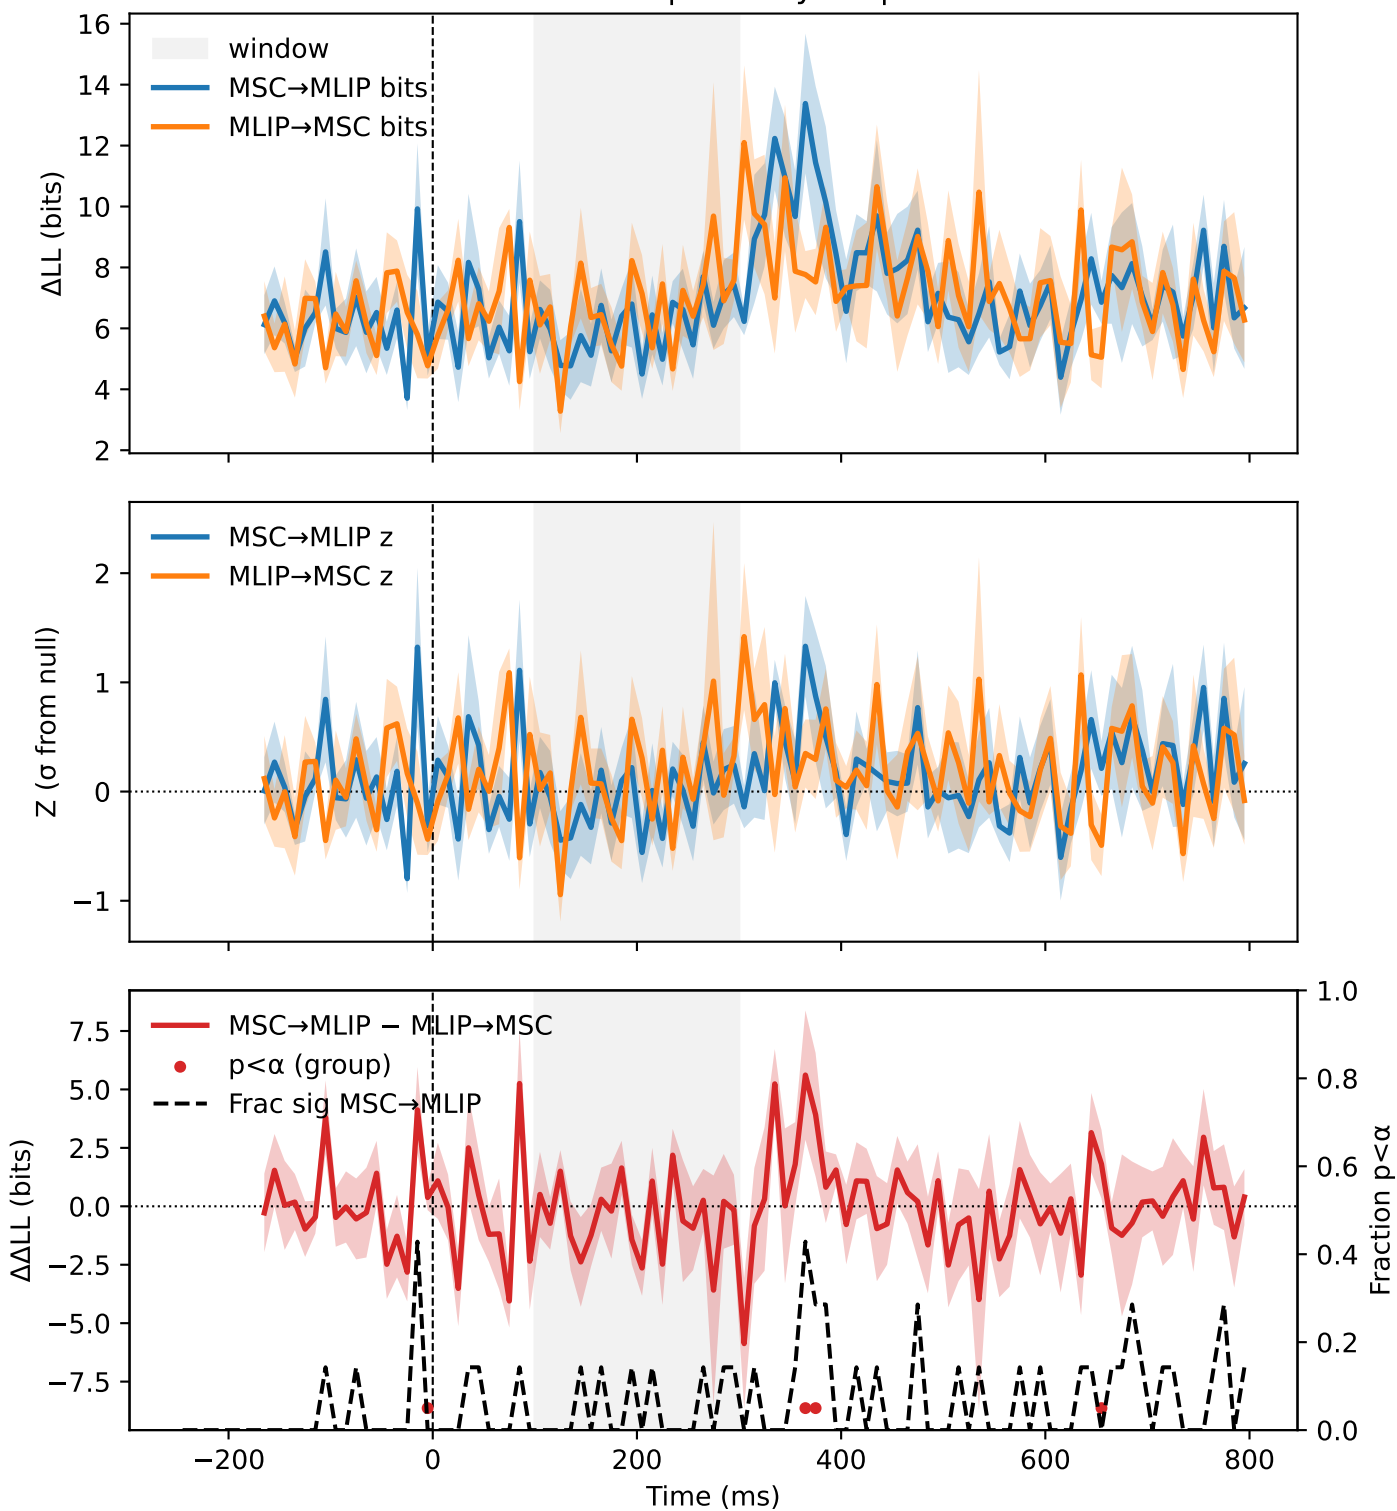 16
14
12
10
8
6
4
2
ΔLL (bits)
window
MSC→MLIP bits
MLIP→MSC bits
2
1
0
−1
Z (σ from null)
MSC→MLIP z
MLIP→MSC z
7.5
5.0
2.5
0.0
−2.5
−5.0
−7.5
ΔΔLL (bits)
MSC→MLIP − MLIP→MSC
p<α (group)
Frac sig MSC→MLIP
1.0
0.8
0.6
0.4
0.2
0.0
Fraction p<α
−200 0 200 400 600 800
Time (ms)